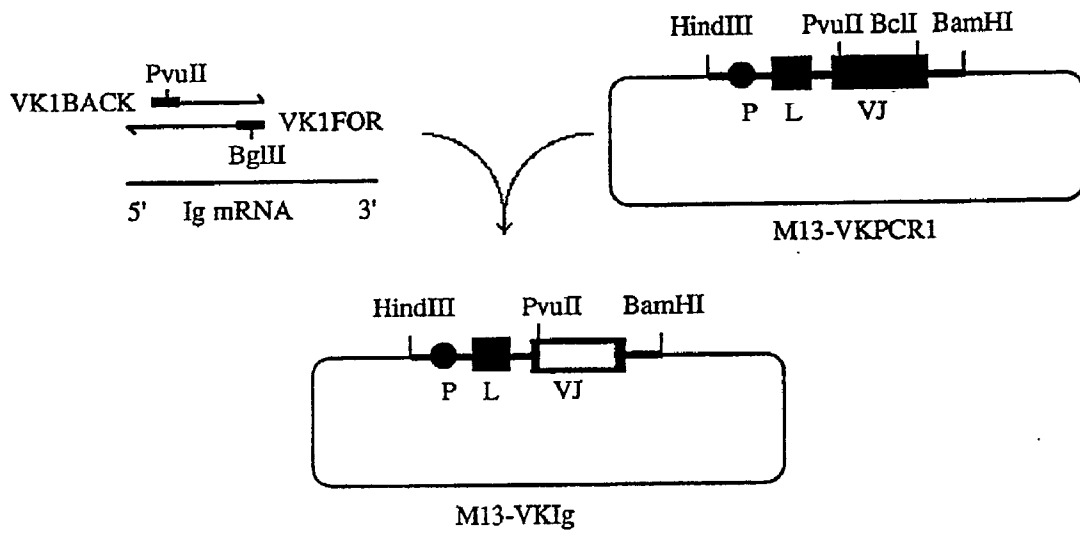 PvuII
VK1BACK
VK1FOR
BglII
5' Ig mRNA 3'
HindIII PvuII BclI BamHI
P L VJ
M13-VKPCR1
HindIII PvuII BamHI
P L VJ
M13-VKIg